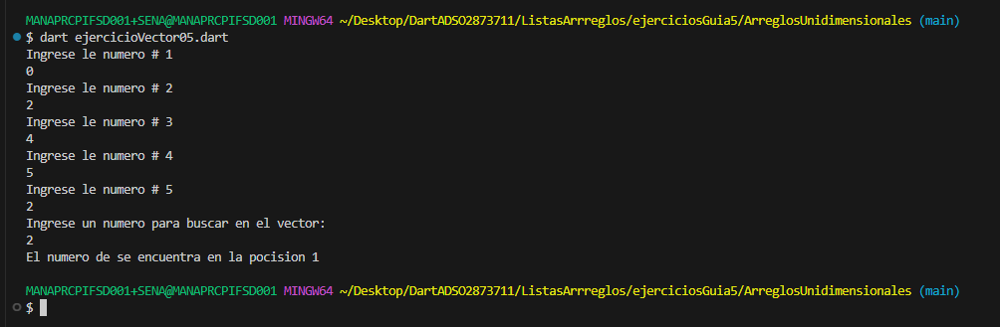 MANAPRCPIFSD001+SENA@MANAPRCPIFSD001 MINGW64 ~/Desktop/DartADSO2873711/ListasArrreglos/ejerciciosGuia5/ArreglosUnidimensionales (main)
$ dart ejercicioVector05.dart
Ingrese le numero # 1
0
Ingrese le numero # 2
2
Ingrese le numero # 3
4
Ingrese le numero # 4
5
Ingrese le numero # 5
2
Ingrese un numero para buscar en el vector:
2
El numero de se encuentra en la pocision 1
MANAPRCPIFSD001+SENA@MANAPRCPIFSD001 MINGW64 ~/Desktop/DartADSO2873711/ListasArrreglos/ejerciciosGuia5/ArreglosUnidimensionales (main)
$